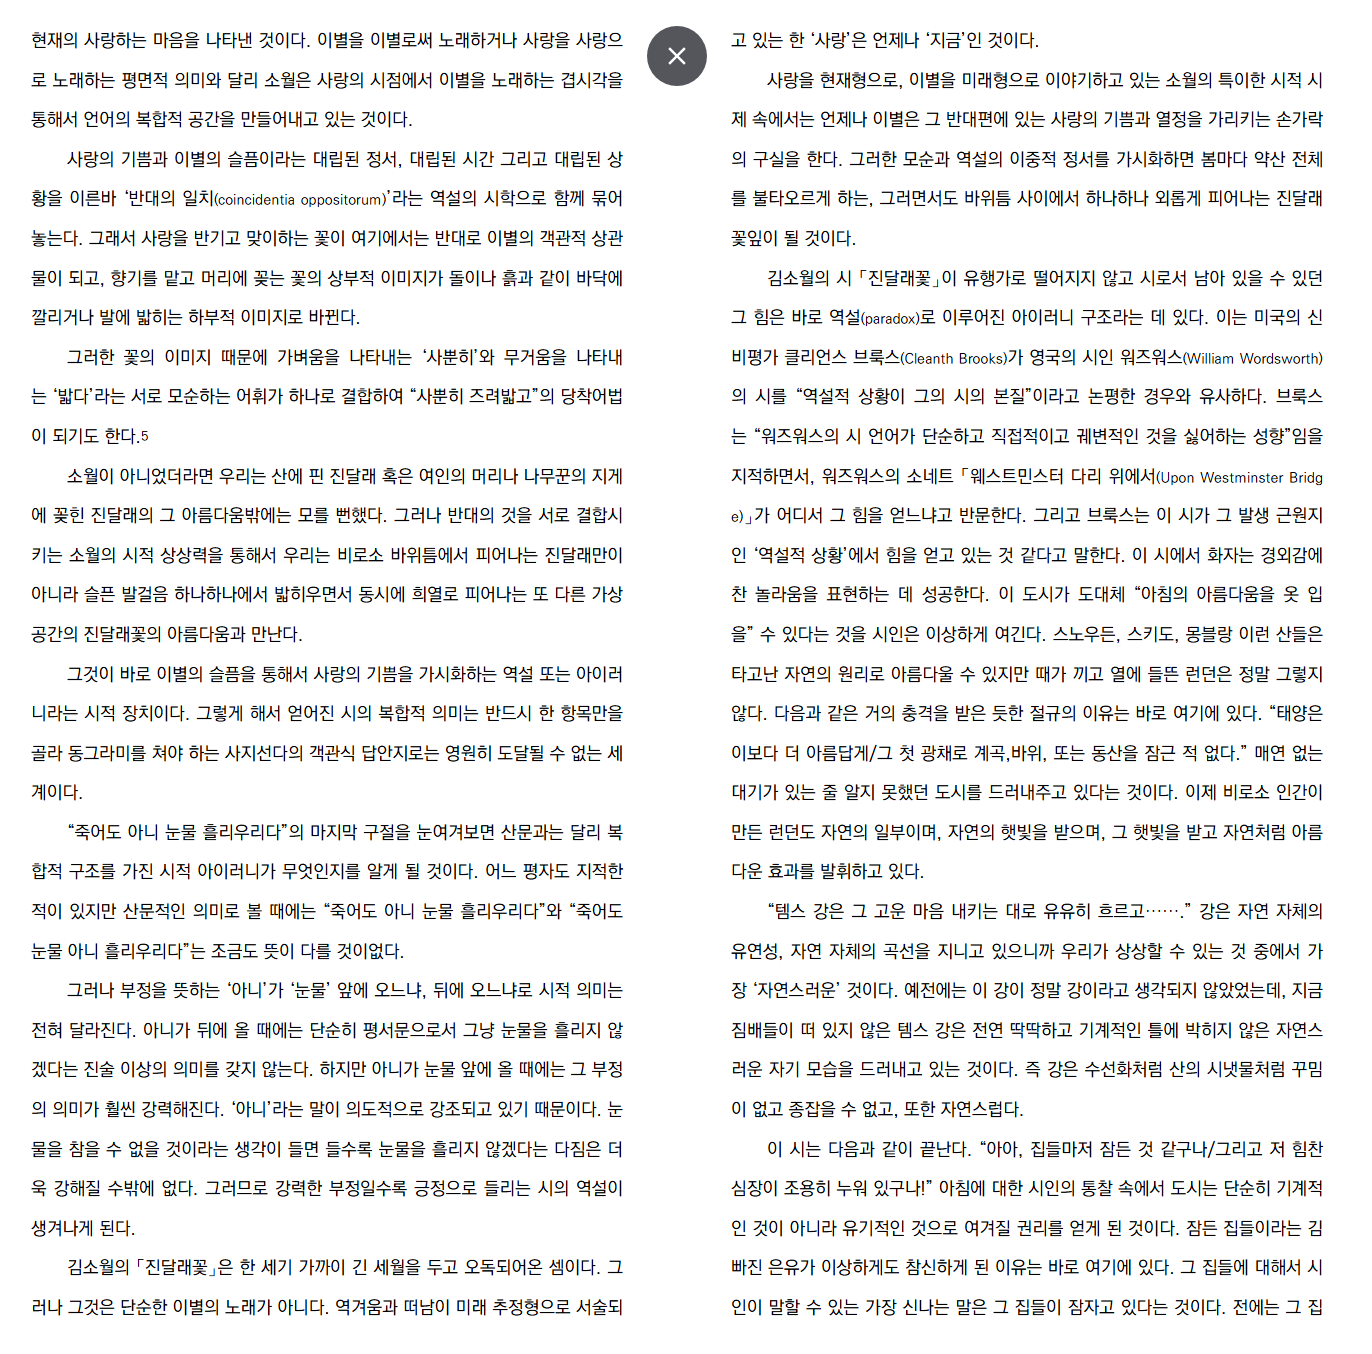 현재의 사랑하는 마음을 나타낸 것이다. 이별을 이별로써 노래하거나 사랑을 사랑으
로 노래하는 평면적 의미와 달리 소월은 사랑의 시점에서 이별을 노래하는 겹시각을
통해서 언어의 복합적 공간을 만들어내고 있는 것이다.
사랑의 기쁨과 이별의 슬픔이라는 대립된 정서, 대립된 시간 그리고 대립된 상
황을 이른바 ‘반대의 일치(coincidentia oppositorum)’라는 역설의 시학으로 함께 묶어
놓는다. 그래서 사랑을 반기고 맞이하는 꽃이 여기에서는 반대로 이별의 객관적 상관
물이 되고, 향기를 맡고 머리에 꽂는 꽃의 상부적 이미지가 돌이나 흙과 같이 바닥에
깔리거나 발에 밟히는 하부적 이미지로 바뀐다.
그러한 꽃의 이미지 때문에 가벼움을 나타내는 ‘사뿐히’와 무거움을 나타내
는 ‘밟다’라는 서로 모순하는 어휘가 하나로 결합하여 “사뿐히 즈려밟고”의 당착어법
이 되기도 한다.5
소월이 아니었더라면 우리는 산에 핀 진달래 혹은 여인의 머리나 나무꾼의 지게
에 꽂힌 진달래의 그 아름다움밖에는 모를 뻔했다. 그러나 반대의 것을 서로 결합시
키는 소월의 시적 상상력을 통해서 우리는 비로소 바위틈에서 피어나는 진달래만이
아니라 슬픈 발걸음 하나하나에서 밟히우면서 동시에 희열로 피어나는 또 다른 가상
공간의 진달래꽃의 아름다움과 만난다.
그것이 바로 이별의 슬픔을 통해서 사랑의 기쁨을 가시화하는 역설 또는 아이러
니라는 시적 장치이다. 그렇게 해서 얻어진 시의 복합적 의미는 반드시 한 항목만을
골라 동그라미를 쳐야 하는 사지선다의 객관식 답안지로는 영원히 도달될 수 없는 세
계이다.
“죽어도 아니 눈물 흘리우리다”의 마지막 구절을 눈여겨보면 산문과는 달리 복
합적 구조를 가진 시적 아이러니가 무엇인지를 알게 될 것이다. 어느 평자도 지적한
적이 있지만 산문적인 의미로 볼 때에는 “죽어도 아니 눈물 흘리우리다”와 “죽어도
눈물 아니 흘리우리다”는 조금도 뜻이 다를 것이없다.
그러나 부정을 뜻하는 ‘아니’가 ‘눈물’ 앞에 오느냐, 뒤에 오느냐로 시적 의미는
전혀 달라진다. 아니가 뒤에 올 때에는 단순히 평서문으로서 그냥 눈물을 흘리지 않
겠다는 진술 이상의 의미를 갖지 않는다. 하지만 아니가 눈물 앞에 올 때에는 그 부정
의 의미가 훨씬 강력해진다. ‘아니’라는 말이 의도적으로 강조되고 있기 때문이다. 눈
물을 참을 수 없을 것이라는 생각이 들면 들수록 눈물을 흘리지 않겠다는 다짐은 더
욱 강해질 수밖에 없다. 그러므로 강력한 부정일수록 긍정으로 들리는 시의 역설이
생겨나게 된다.
김소월의 「진달래꽃」은 한 세기 가까이 긴 세월을 두고 오독되어온 셈이다. 그
러나 그것은 단순한 이별의 노래가 아니다. 역겨움과 떠남이 미래 추정형으로 서술되
고 있는 한 ‘사랑’은 언제나 ‘지금’인 것이다.
사랑을 현재형으로, 이별을 미래형으로 이야기하고 있는 소월의 특이한 시적 시
제 속에서는 언제나 이별은 그 반대편에 있는 사랑의 기쁨과 열정을 가리키는 손가락
의 구실을 한다. 그러한 모순과 역설의 이중적 정서를 가시화하면 봄마다 약산 전체
를 불타오르게 하는, 그러면서도 바위틈 사이에서 하나하나 외롭게 피어나는 진달래
꽃잎이 될 것이다.
김소월의 시 「진달래꽃」이 유행가로 떨어지지 않고 시로서 남아 있을 수 있던
그 힘은 바로 역설(paradox)로 이루어진 아이러니 구조라는 데 있다. 이는 미국의 신
비평가 클리언스 브룩스(Cleanth Brooks)가 영국의 시인 워즈워스(William Wordsworth)
의 시를 “역설적 상황이 그의 시의 본질”이라고 논평한 경우와 유사하다. 브룩스
는 “워즈워스의 시 언어가 단순하고 직접적이고 궤변적인 것을 싫어하는 성향”임을
지적하면서, 워즈워스의 소네트 「웨스트민스터 다리 위에서(Upon Westminster Bridg
e)」가 어디서 그 힘을 얻느냐고 반문한다. 그리고 브룩스는 이 시가 그 발생 근원지
인 ‘역설적 상황’에서 힘을 얻고 있는 것 같다고 말한다. 이 시에서 화자는 경외감에
찬 놀라움을 표현하는 데 성공한다. 이 도시가 도대체 “아침의 아름다움을 옷 입
을” 수 있다는 것을 시인은 이상하게 여긴다. 스노우든, 스키도, 몽블랑 이런 산들은
타고난 자연의 원리로 아름다울 수 있지만 때가 끼고 열에 들뜬 런던은 정말 그렇지
않다. 다음과 같은 거의 충격을 받은 듯한 절규의 이유는 바로 여기에 있다. “태양은
이보다 더 아름답게/그 첫 광채로 계곡,바위, 또는 동산을 잠근 적 없다.” 매연 없는
대기가 있는 줄 알지 못했던 도시를 드러내주고 있다는 것이다. 이제 비로소 인간이
만든 런던도 자연의 일부이며, 자연의 햇빛을 받으며, 그 햇빛을 받고 자연처럼 아름
다운 효과를 발휘하고 있다.
“템스 강은 그 고운 마음 내키는 대로 유유히 흐르고…….” 강은 자연 자체의
유연성, 자연 자체의 곡선을 지니고 있으니까 우리가 상상할 수 있는 것 중에서 가
장 ‘자연스러운’ 것이다. 예전에는 이 강이 정말 강이라고 생각되지 않았었는데, 지금
짐배들이 떠 있지 않은 템스 강은 전연 딱딱하고 기계적인 틀에 박히지 않은 자연스
러운 자기 모습을 드러내고 있는 것이다. 즉 강은 수선화처럼 산의 시냇물처럼 꾸밈
이 없고 종잡을 수 없고, 또한 자연스럽다.
이 시는 다음과 같이 끝난다. “아아, 집들마저 잠든 것 같구나/그리고 저 힘찬
심장이 조용히 누워 있구나!” 아침에 대한 시인의 통찰 속에서 도시는 단순히 기계적
인 것이 아니라 유기적인 것으로 여겨질 권리를 얻게 된 것이다. 잠든 집들이라는 김
빠진 은유가 이상하게도 참신하게 된 이유는 바로 여기에 있다. 그 집들에 대해서 시
인이 말할 수 있는 가장 신나는 말은 그 집들이 잠자고 있다는 것이다. 전에는 그 집